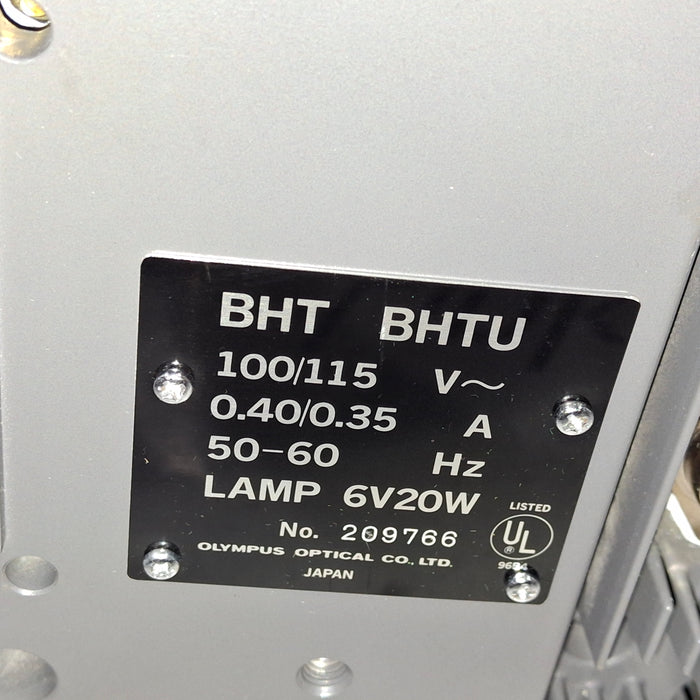 BHT BHTU
100/115 V~
0.40/0.35 A
50-60 Hz
LAMP 6V20W
No. 209766
LISTED
UL
®
OLYMPUS OPTICAL CO., LTD.
JAPAN